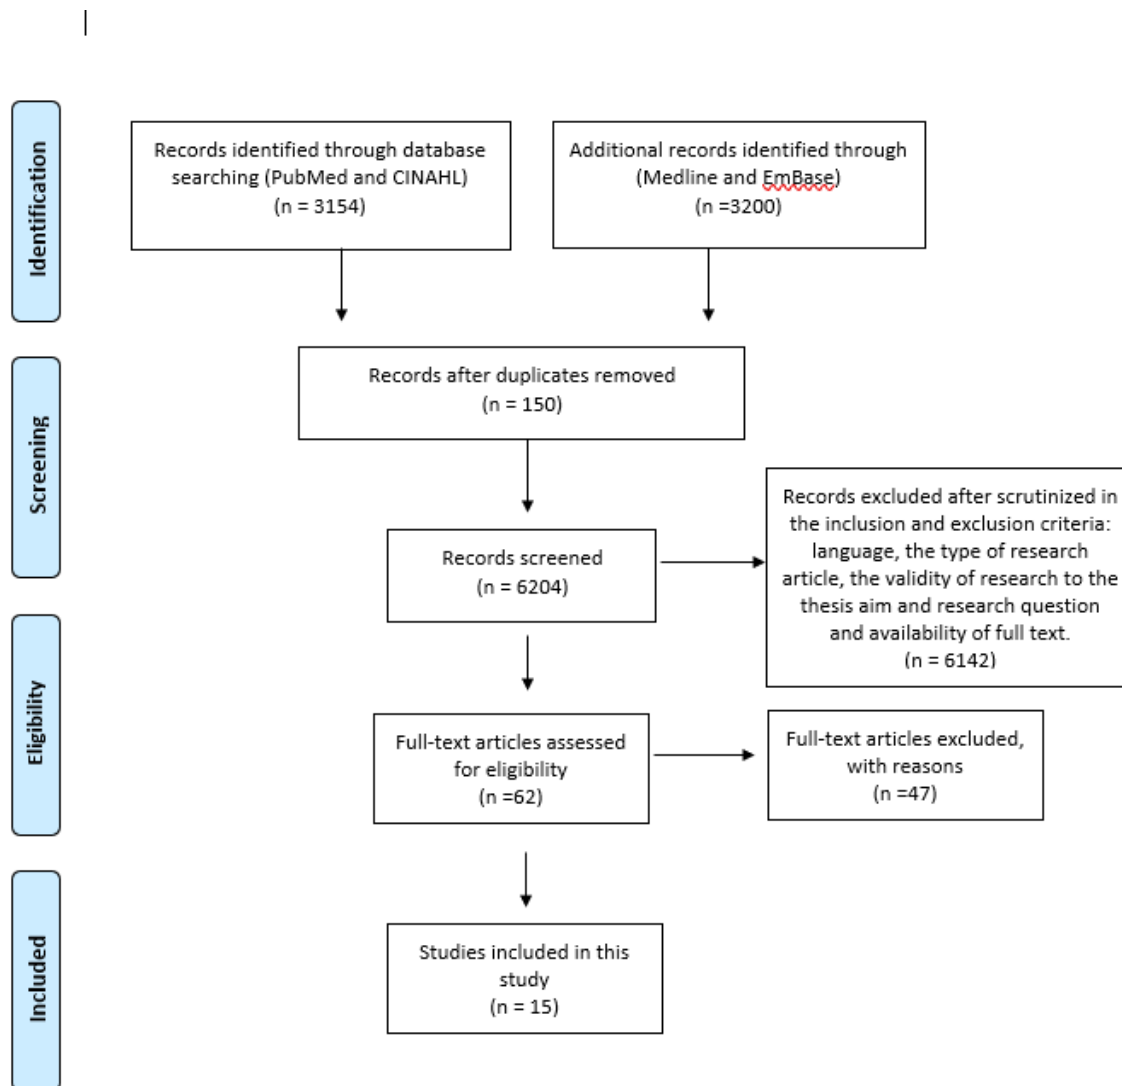 Identification
Records identified through database
searching (PubMed and CINAHL)
(n = 3154)
Additional records identified through
(Medline and EmBase)
(n =3200)
Screening
Records after duplicates removed
(n = 150)
Records screened
(n = 6204)
Records excluded after scrutinized in
the inclusion and exclusion criteria:
language, the type of research
article, the validity of research to the
thesis aim and research question
and availability of full text.
(n = 6142)
Eligibility
Full-text articles assessed
for eligibility
(n =62)
Full-text articles excluded,
with reasons
(n =47)
Included
Studies included in this
study
(n = 15)